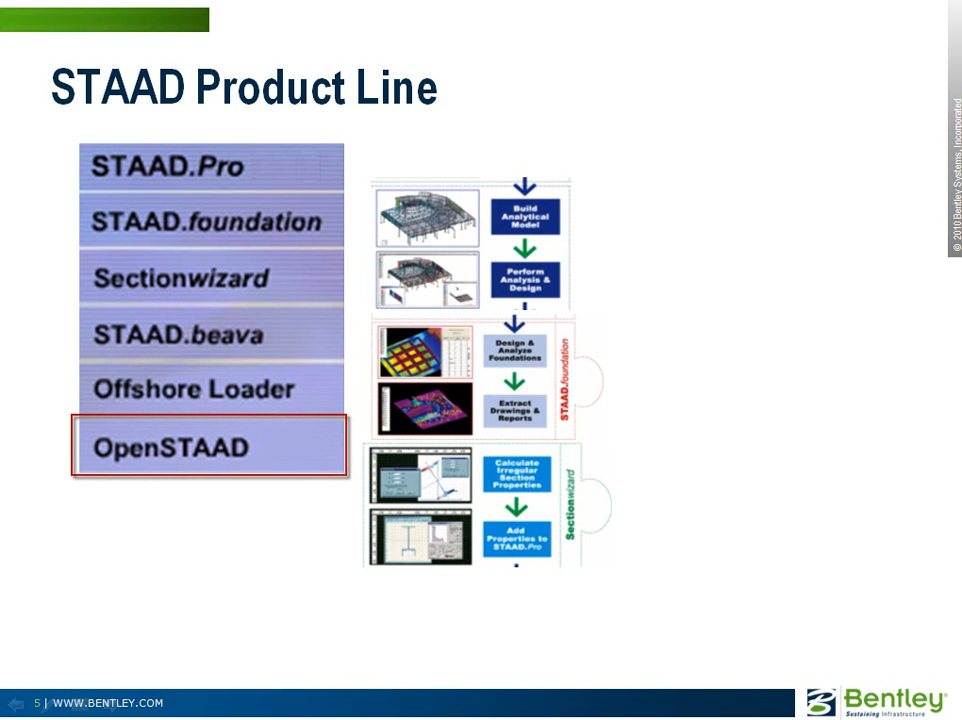 STAAD Product Line
© 2010 Bentley Systems, Incorporated
STAAD.Pro
STAAD.foundation
Sectionwizard
STAAD.beava
Offshore Loader
OpenSTAAD
Build
Analytical
Model
Perform
Analysis &
Design
Design &
Analyze
Foundations
Extract
Drawings &
Reports
STAAD.foundation
Calculate
Irregular
Section
Properties
Add
Properties to
STAAD.Pro
Sectionwizard
5 | WWW.BENTLEY.COM
Bentley
Sustaining Infrastructure